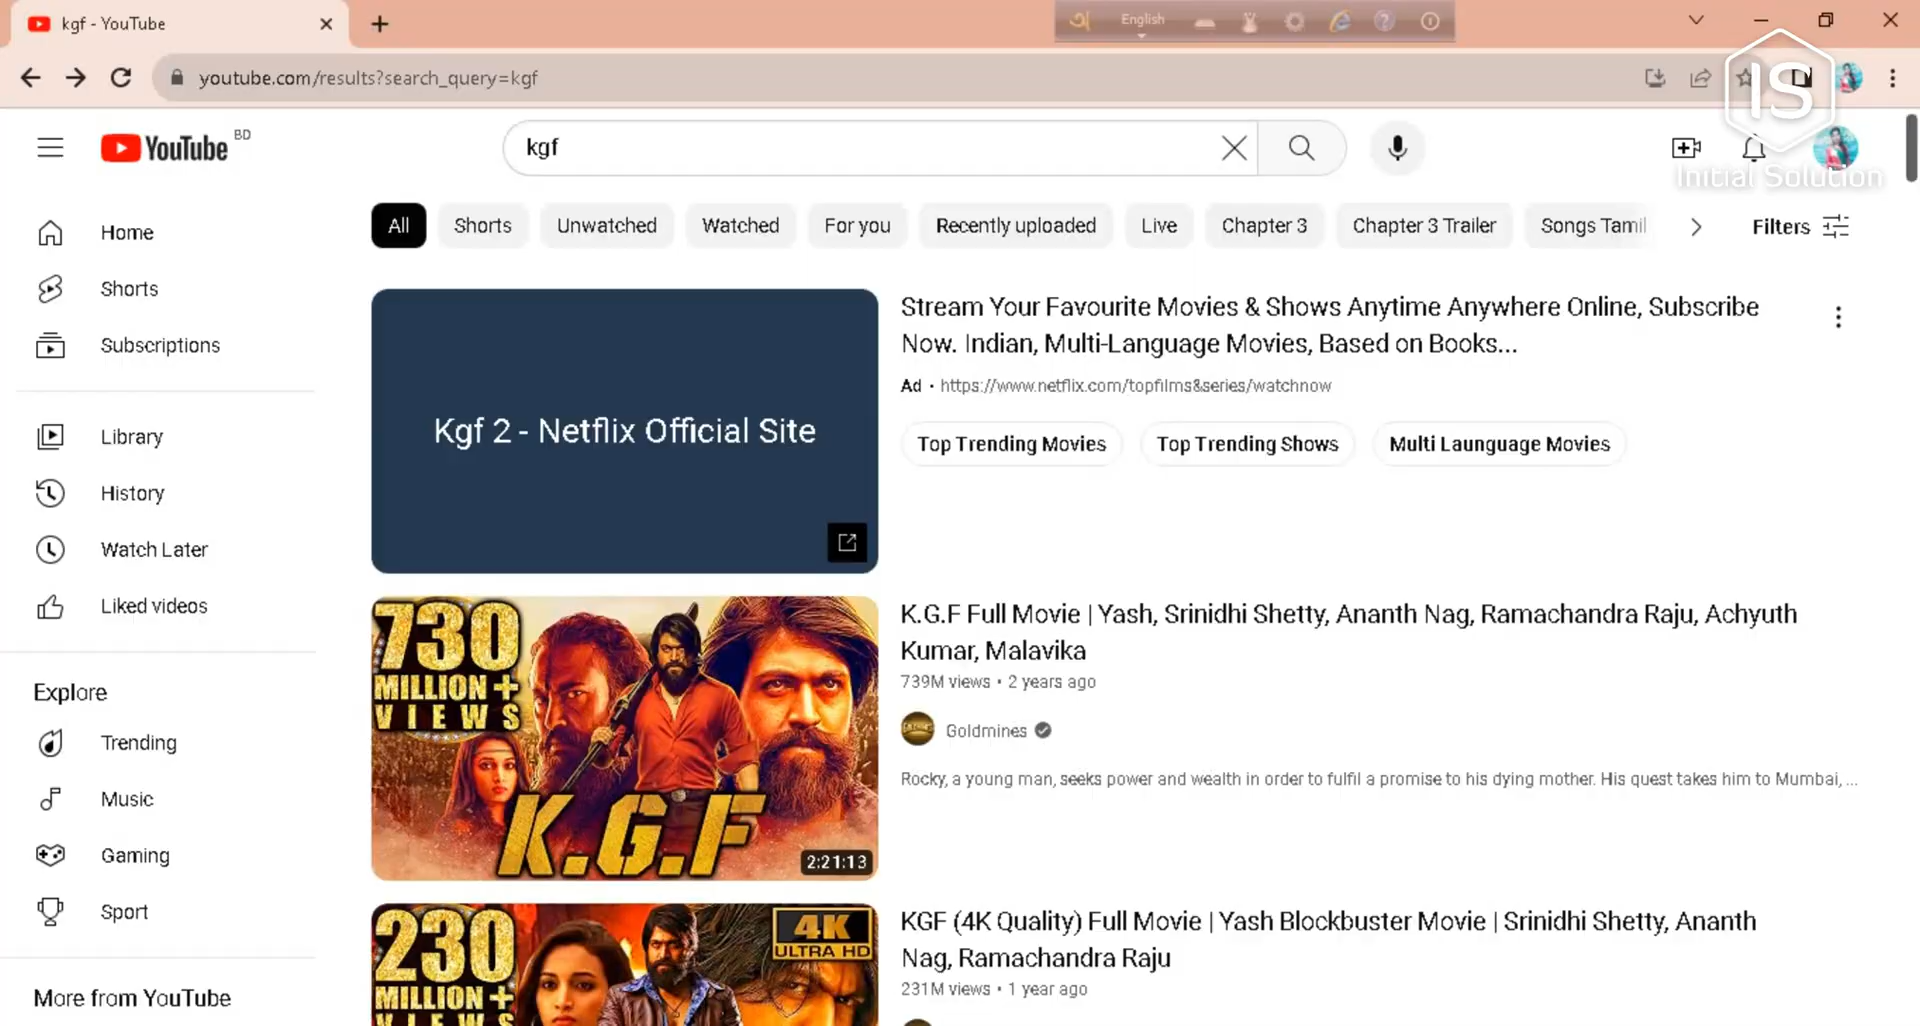 kgf - YouTube
English
youtube.com/results?search_query=kgf
IS
Initial Solution
YouTube BD
kgf
Home
Shorts
Subscriptions
Library
History
Watch Later
Liked videos
Explore
Trending
Music
Gaming
Sport
More from YouTube
All
Shorts
Unwatched
Watched
For you
Recently uploaded
Live
Chapter 3
Chapter 3 Trailer
Songs Tamil
Filters
Kgf 2 - Netflix Official Site
Stream Your Favourite Movies & Shows Anytime Anywhere Online, Subscribe
Now. Indian, Multi-Language Movies, Based on Books...
Ad • https://www.netflix.com/topfilms&series/watchnow
Top Trending Movies
Top Trending Shows
Multi Launguage Movies
730
MILLION+
VIEWS
K.G.F
2:21:13
K.G.F Full Movie | Yash, Srinidhi Shetty, Ananth Nag, Ramachandra Raju, Achyuth
Kumar, Malavika
739M views • 2 years ago
Goldmines
Rocky, a young man, seeks power and wealth in order to fulfil a promise to his dying mother. His quest takes him to Mumbai, ...
230
MILLION+
VIEWS
4K
ULTRA HD
KGF (4K Quality) Full Movie | Yash Blockbuster Movie | Srinidhi Shetty, Ananth
Nag, Ramachandra Raju
231M views • 1 year ago